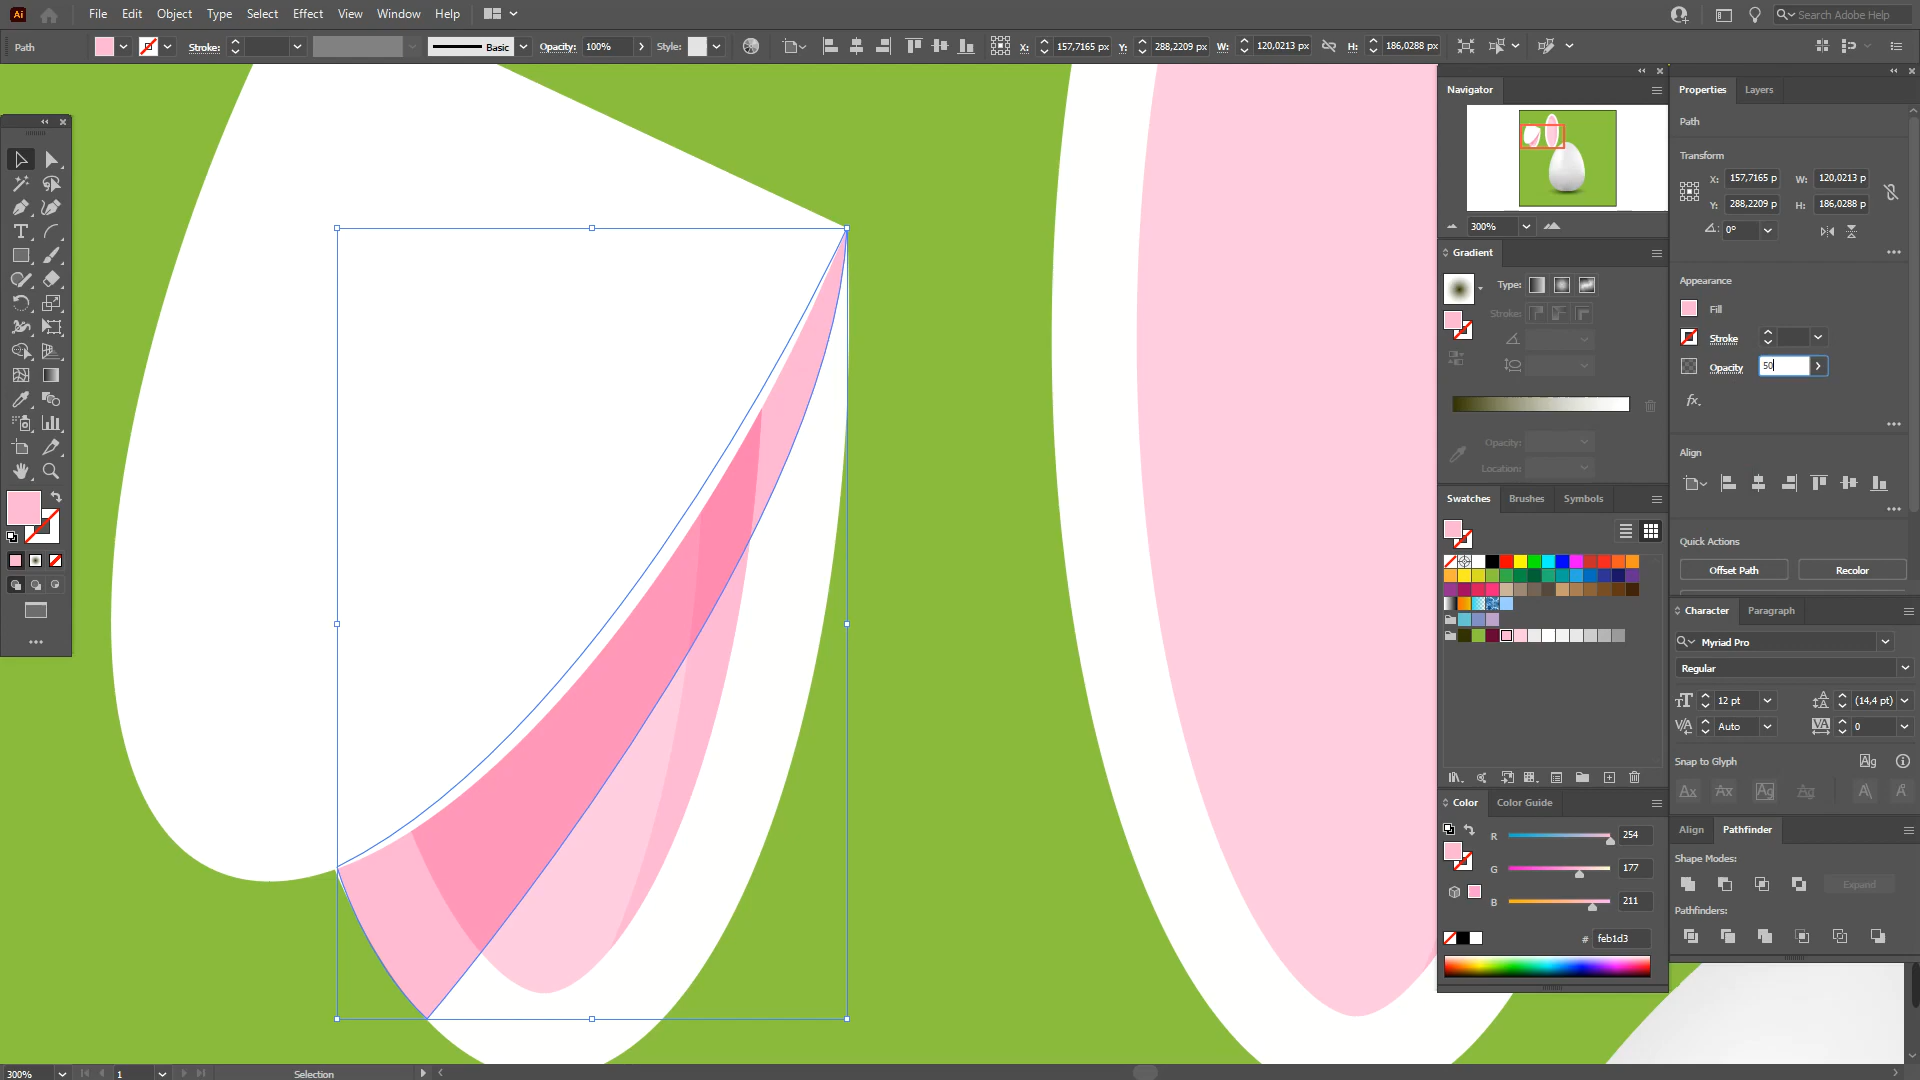 Ai File Edit Object Type Select Effect View Window Help Search Adobe Help
Path Stroke: Basic Opacity: 100% Style: X: 157,7165 px Y: 288,2209 px W: 120,0213 px H: 186,0288 px
Navigator
300%
Gradient
Type:
Stroke:
Opacity:
Location:
Swatches Brushes Symbols
Color Color Guide
R 254
G 177
B 211
# feb1d3
Properties Layers
Path
Transform
X: 157,7165 p W: 120,0213 p
Y: 288,2209 p H: 186,0288 p
0°
Appearance
Fill
Stroke
Opacity 50
fx.
Align
Quick Actions
Offset Path Recolor
Character Paragraph
Myriad Pro
Regular
12 pt (14,4 pt)
Auto 0
Snap to Glyph
Align Pathfinder
Shape Modes:
Expand
Pathfinders:
300% 1 Selection